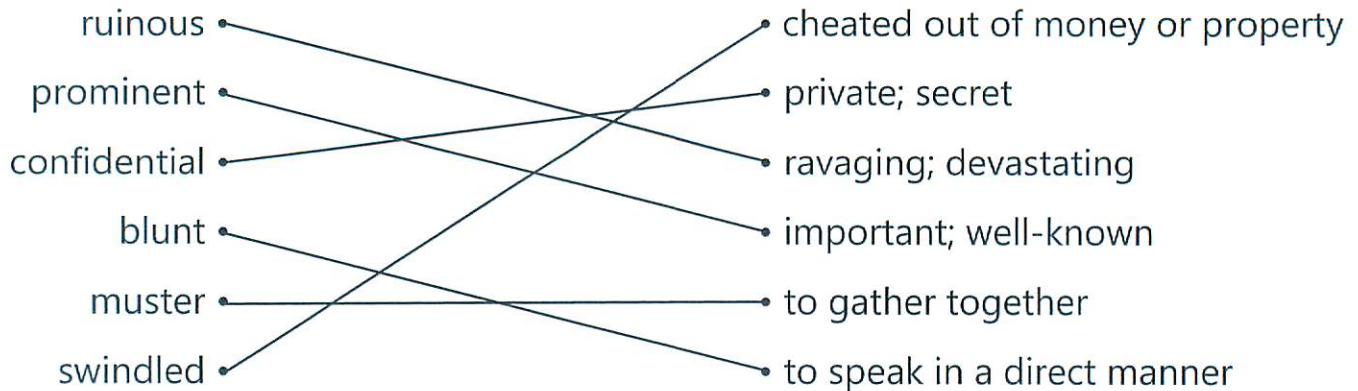 ruinous cheated out of money or property
prominent private; secret
confidential ravaging; devastating
blunt important; well-known
muster to gather together
swindled to speak in a direct manner